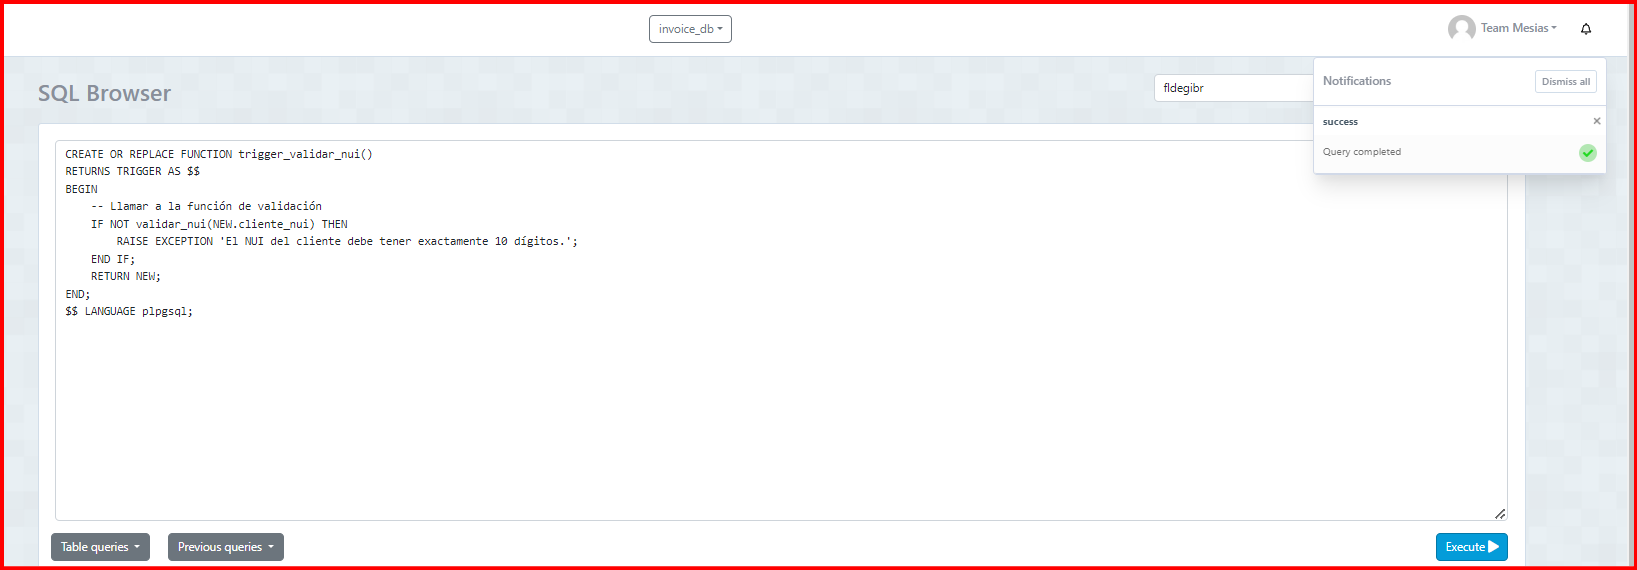 invoice_db
Team Mesias
SQL Browser
fldegibr
Notifications
Dismiss all
success
Query completed
CREATE OR REPLACE FUNCTION trigger_validar_nui()
RETURNS TRIGGER AS $$
BEGIN
    -- Llamar a la función de validación
    IF NOT validar_nui(NEW.cliente_nui) THEN
        RAISE EXCEPTION 'El NUI del cliente debe tener exactamente 10 dígitos.';
    END IF;
    RETURN NEW;
END;
$$ LANGUAGE plpgsql;
Table queries
Previous queries
Execute